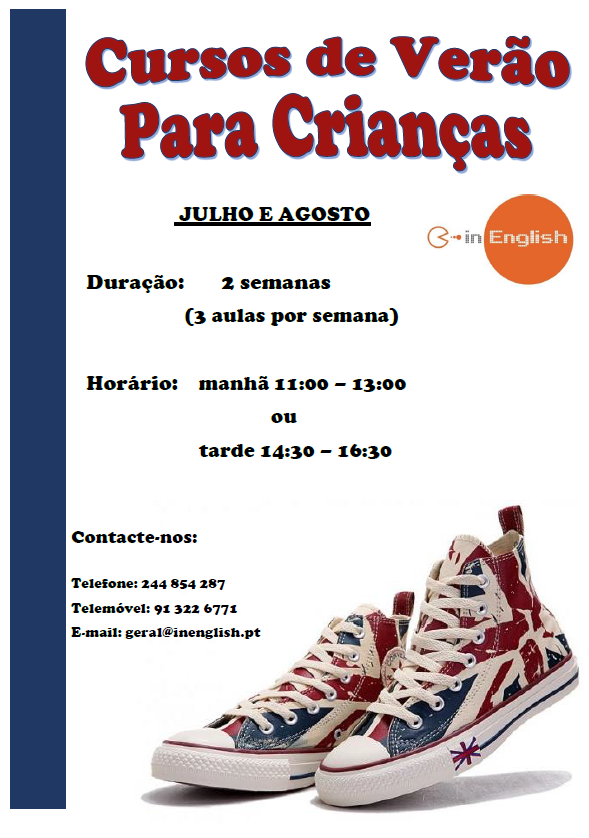 Cursos de Verão
Para Crianças
JULHO E AGOSTO
in English
Duração: 2 semanas
(3 aulas por semana)
Horário: manhã 11:00 – 13:00
ou
tarde 14:30 – 16:30
Contacte-nos:
Telefone: 244 854 287
Telemóvel: 91 322 6771
E-mail: geral@inenglish.pt